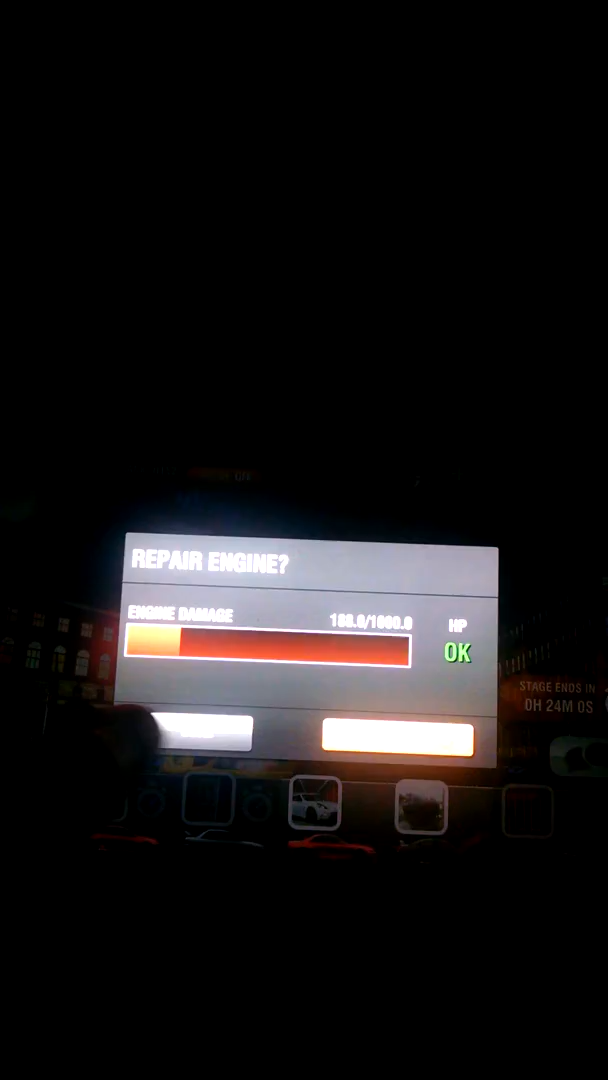 REPAIR ENGINE?
ENGINE DAMAGE
HP
OK
STAGE ENDS IN
0H 24M 0S